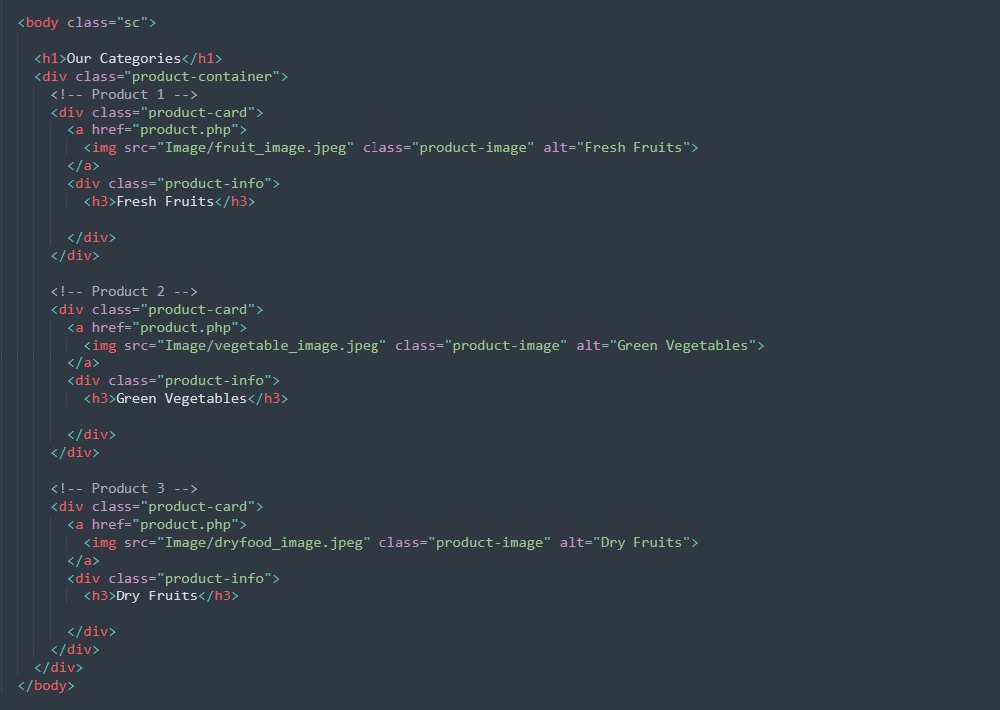 <body class="sc">
<h1>Our Categories</h1>
<div class="product-container">
<!-- Product 1 -->
<div class="product-card">
<a href="product.php">
<img src="Image/fruit_image.jpeg" class="product-image" alt="Fresh Fruits">
</a>
<div class="product-info">
<h3>Fresh Fruits</h3>
</div>
</div>
<!-- Product 2 -->
<div class="product-card">
<a href="product.php">
<img src="Image/vegetable_image.jpeg" class="product-image" alt="Green Vegetables">
</a>
<div class="product-info">
<h3>Green Vegetables</h3>
</div>
</div>
<!-- Product 3 -->
<div class="product-card">
<a href="product.php">
<img src="Image/dryfood_image.jpeg" class="product-image" alt="Dry Fruits">
</a>
<div class="product-info">
<h3>Dry Fruits</h3>
</div>
</div>
</div>
</body>